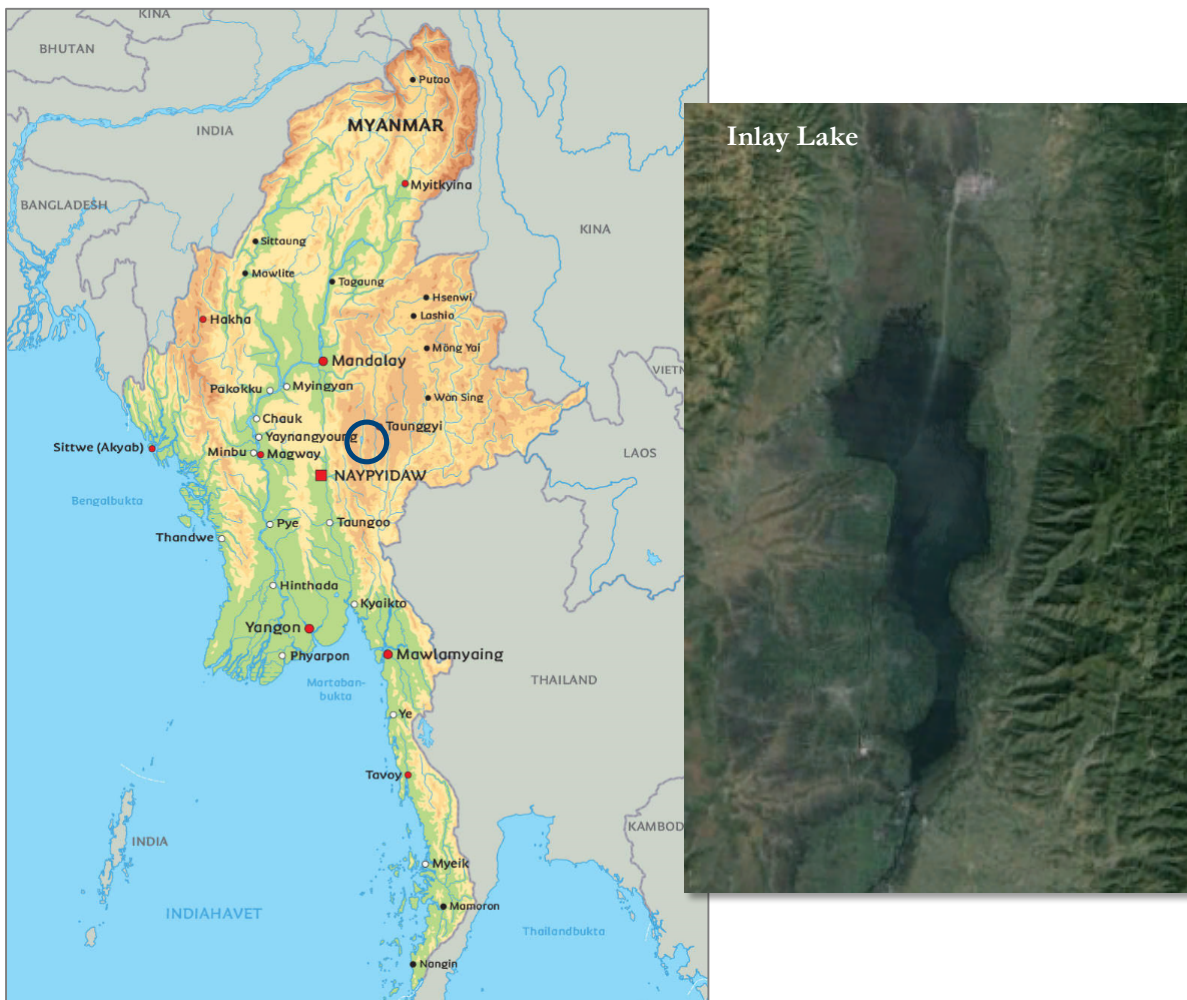 KINA
BHUTAN
KINA
Putao
INDIA
MYANMAR
Inlay Lake
Myitkyina
BANGLADESH
KINA
Sittaung
Mawlite
Tagaung
Hsenwi
Lashio
Hakha
Möng Yai
Mandalay
VIETN
Pakokku
Myingyan
Wan Sing
Chauk
Taunggyi
Yaynangyoung
Sittwe (Akyab)
Minbu
Magway
LAOS
NAYPYIDAW
Bengalbukta
Pye
Taungoo
Thandwe
Hinthada
Kyaikto
Yangon
Phyarpon
Mawlamyaing
THAILAND
Martaban-
bukta
Ye
Tavoy
KAMBOD
INDIA
Myeik
Mamoron
INDIAHAVET
Thailandbukta
Nangin